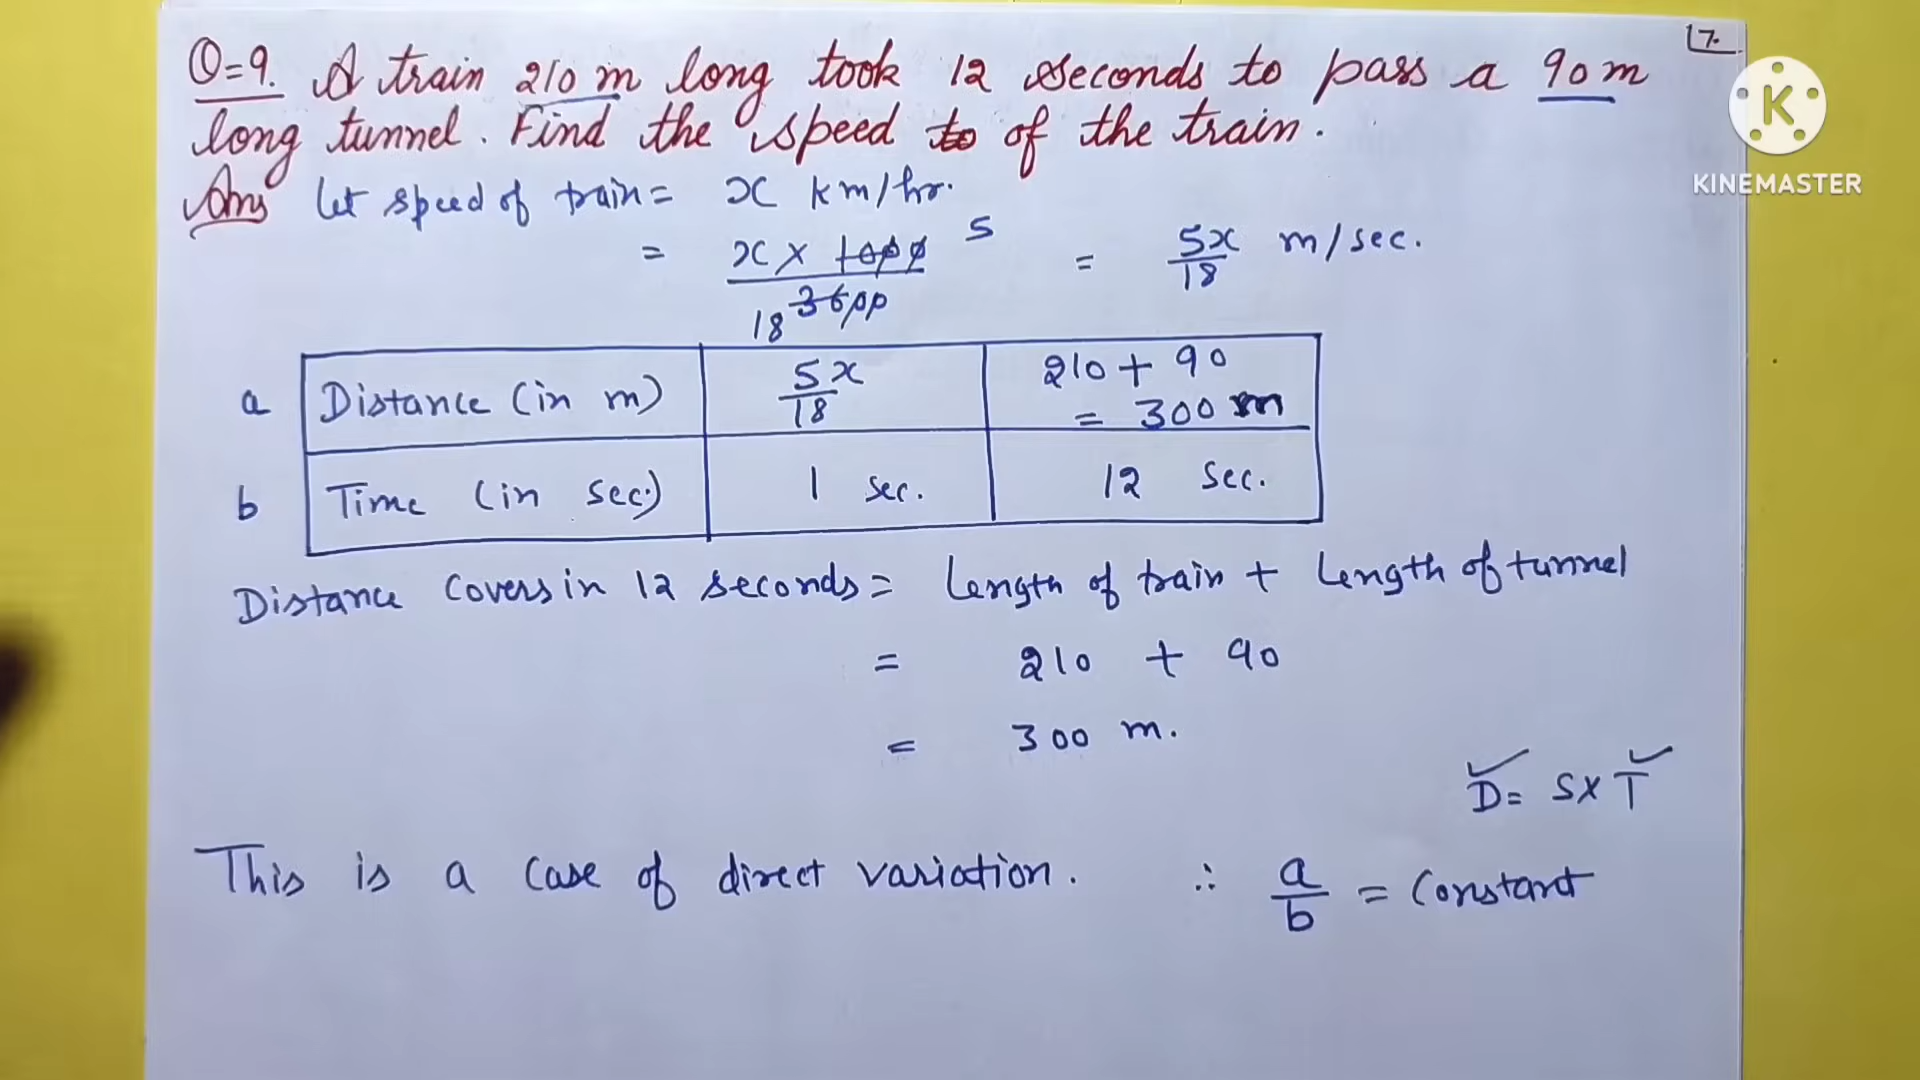 7.
Q=9. A train 210 m long took 12 seconds to pass a 90 m
long tunnel. Find the speed to of the train.
Ans let speed of train = x km/hr.
= x × 1000 5 / 18 3600 = 5x/18 m/sec.
a Distance (in m) 5x/18 210 + 90
= 300 m
b Time (in sec.) 1 sec. 12 sec.
Distance Covers in 12 seconds = Length of train + Length of tunnel
= 210 + 90
= 300 m.
D = S × T
This is a case of direct variation. ∴ a/b = Constant
K
KINEMASTER